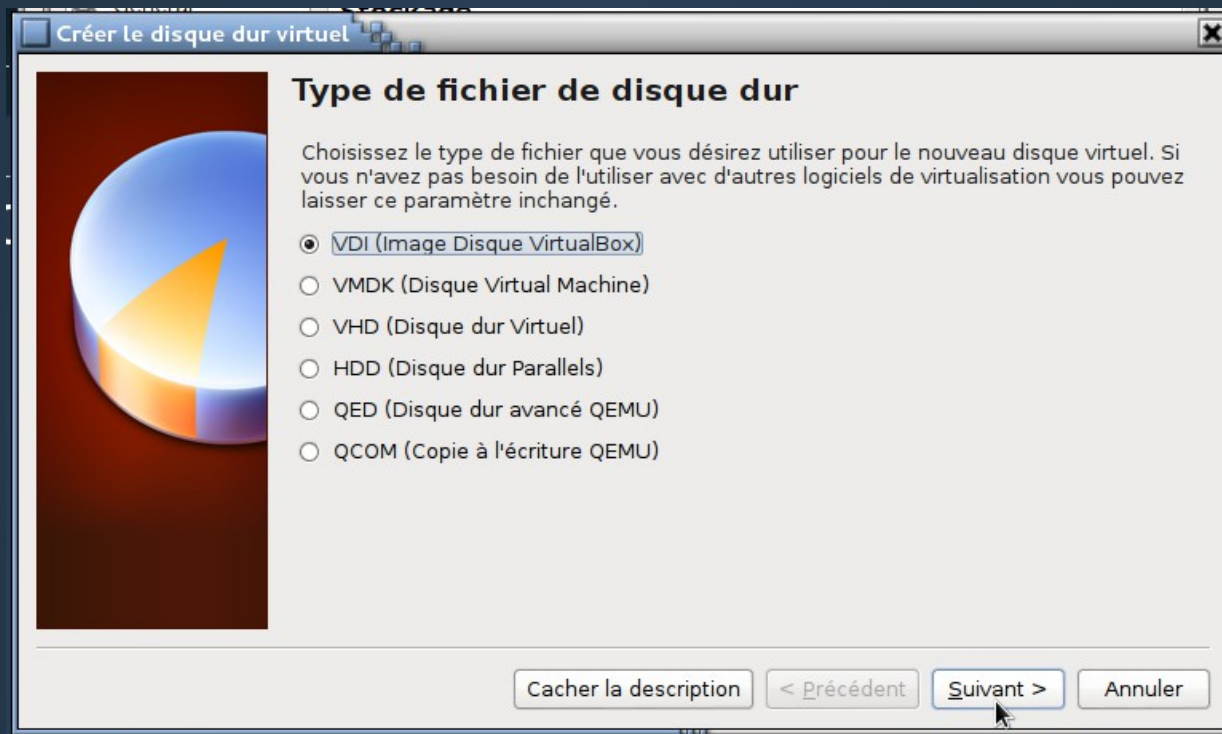 Général
Stockage
Créer le disque dur virtuel
Type de fichier de disque dur
Choisissez le type de fichier que vous désirez utiliser pour le nouveau disque virtuel. Si
vous n'avez pas besoin de l'utiliser avec d'autres logiciels de virtualisation vous pouvez
laisser ce paramètre inchangé.
VDI (Image Disque VirtualBox)
VMDK (Disque Virtual Machine)
VHD (Disque dur Virtuel)
HDD (Disque dur Parallels)
QED (Disque dur avancé QEMU)
QCOM (Copie à l'écriture QEMU)
Cacher la description
< Précédent
Suivant >
Annuler